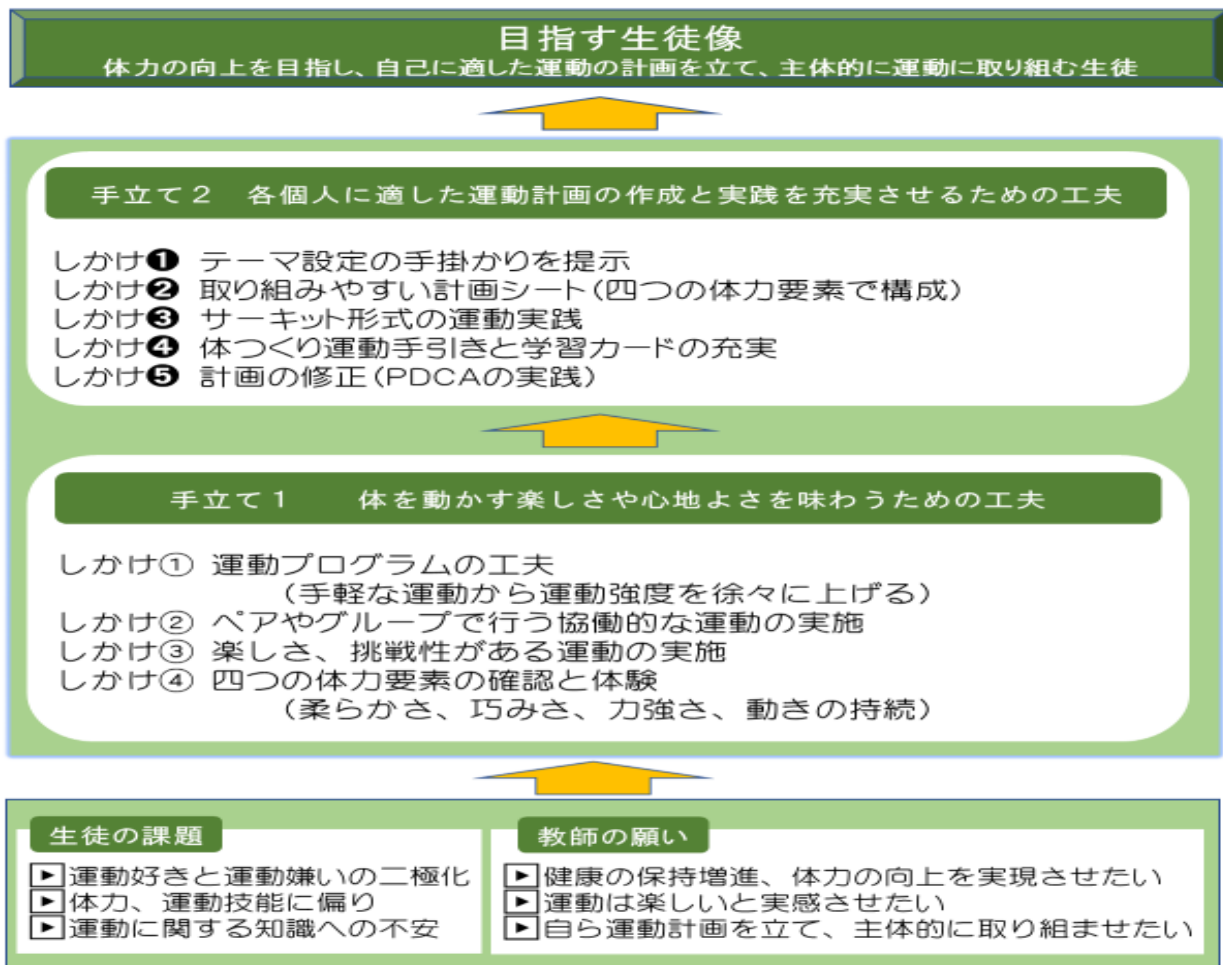 目指す生徒像
体力の向上を目指し、自己に適した運動の計画を立て、主体的に運動に取り組む生徒
手立て２　各個人に適した運動計画の作成と実践を充実させるための工夫
しかけ❶ テーマ設定の手掛かりを提示
しかけ❷ 取り組みやすい計画シート(四つの体力要素で構成)
しかけ❸ サーキット形式の運動実践
しかけ❹ 体つくり運動手引きと学習カードの充実
しかけ❺ 計画の修正(PDCAの実践)
手立て１　　体を動かす楽しさや心地よさを味わうための工夫
しかけ① 運動プログラムの工夫
(手軽な運動から運動強度を徐々に上げる)
しかけ② ペアやグループで行う協働的な運動の実施
しかけ③ 楽しさ、挑戦性がある運動の実施
しかけ④ 四つの体力要素の確認と体験
(柔らかさ、巧みさ、力強さ、動きの持続)
生徒の課題
運動好きと運動嫌いの二極化
体力、運動技能に偏り
運動に関する知識への不安
教師の願い
健康の保持増進、体力の向上を実現させたい
運動は楽しいと実感させたい
自ら運動計画を立て、主体的に取り組ませたい